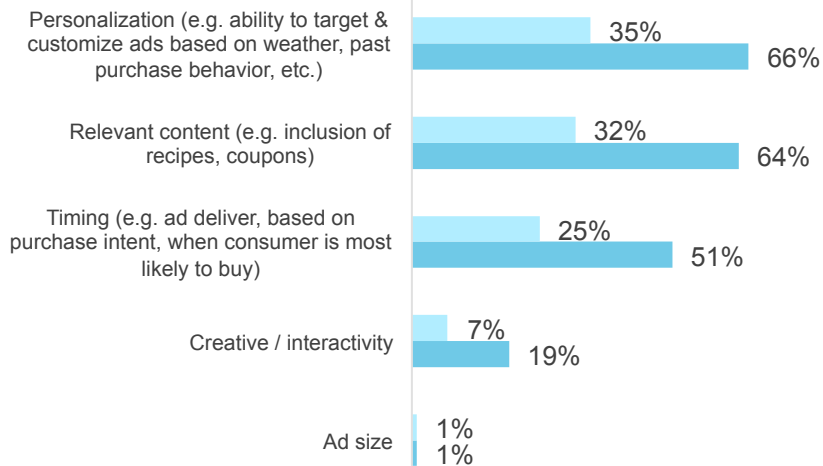 Personalization (e.g. ability to target &
customize ads based on weather, past
purchase behavior, etc.)
35%
66%
Relevant content (e.g. inclusion of
recipes, coupons)
32%
64%
Timing (e.g. ad deliver, based on
purchase intent, when consumer is most
likely to buy)
25%
51%
Creative / interactivity
7%
19%
Ad size
1%
1%